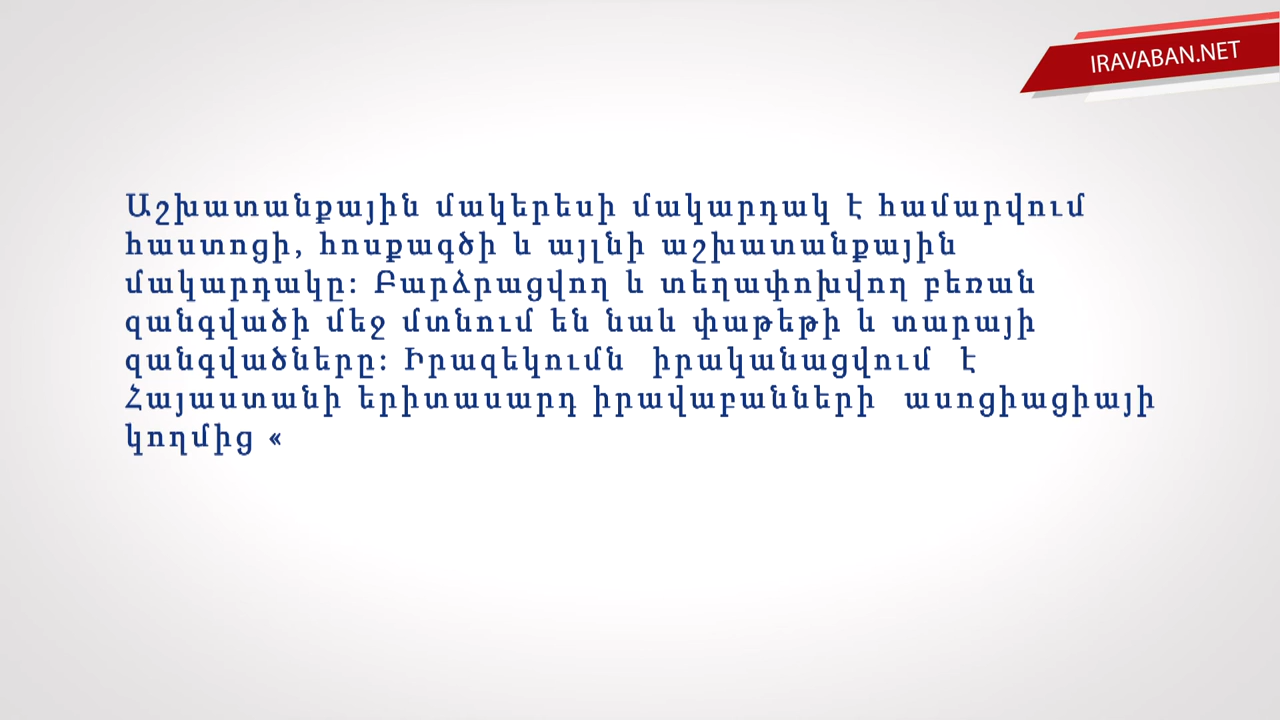 IRAVABAN.NET
Աշխատանքային մակերեսի մակարդակ է համարվում
հաստոցի, հոսքագծի և այլնի աշխատանքային
մակարդակը: Բարձրացվող և տեղափոխվող բեռան
զանգվածի մեջ մտնում են նաև փաթեթի և տարայի
զանգվածները: Իրազեկումն իրականացվում է
Հայաստանի երիտասարդ իրավաբանների ասոցիացիայի
կողմից «